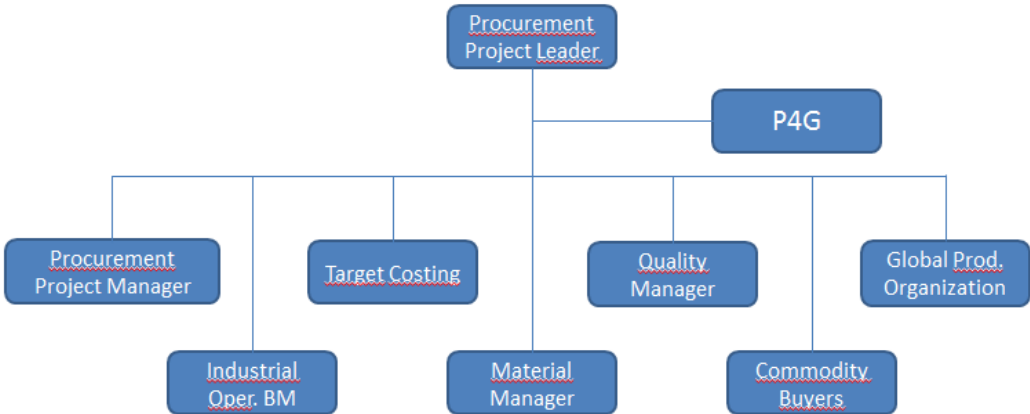 Procurement
Project Leader
P4G
Procurement
Project Manager
Target Costing
Quality
Manager
Global Prod.
Organization
Industrial
Oper. BM
Material
Manager
Commodity
Buyers